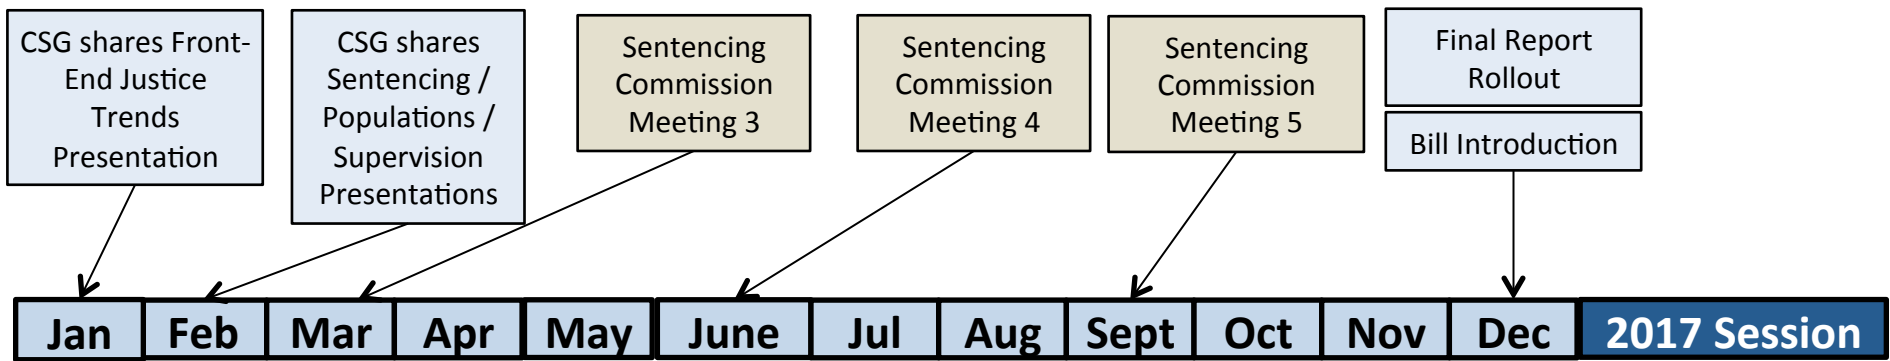 CSG shares Front-
End Justice
Trends
Presentation
CSG shares
Sentencing /
Populations /
Supervision
Presentations
Sentencing
Commission
Meeting 3
Sentencing
Commission
Meeting 4
Sentencing
Commission
Meeting 5
Final Report
Rollout
Bill Introduction
Jan Feb Mar Apr May June Jul Aug Sept Oct Nov Dec 2017 Session